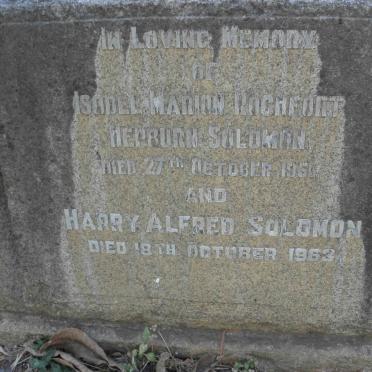 IN LOVING MEMORY
OF
ISABEL MARION ROCHFORT
HEPBURN SOLOMON
DIED 27TH OCTOBER
AND
HARRY ALFRED SOLOMON
DIED 18TH OCTOBER 1963